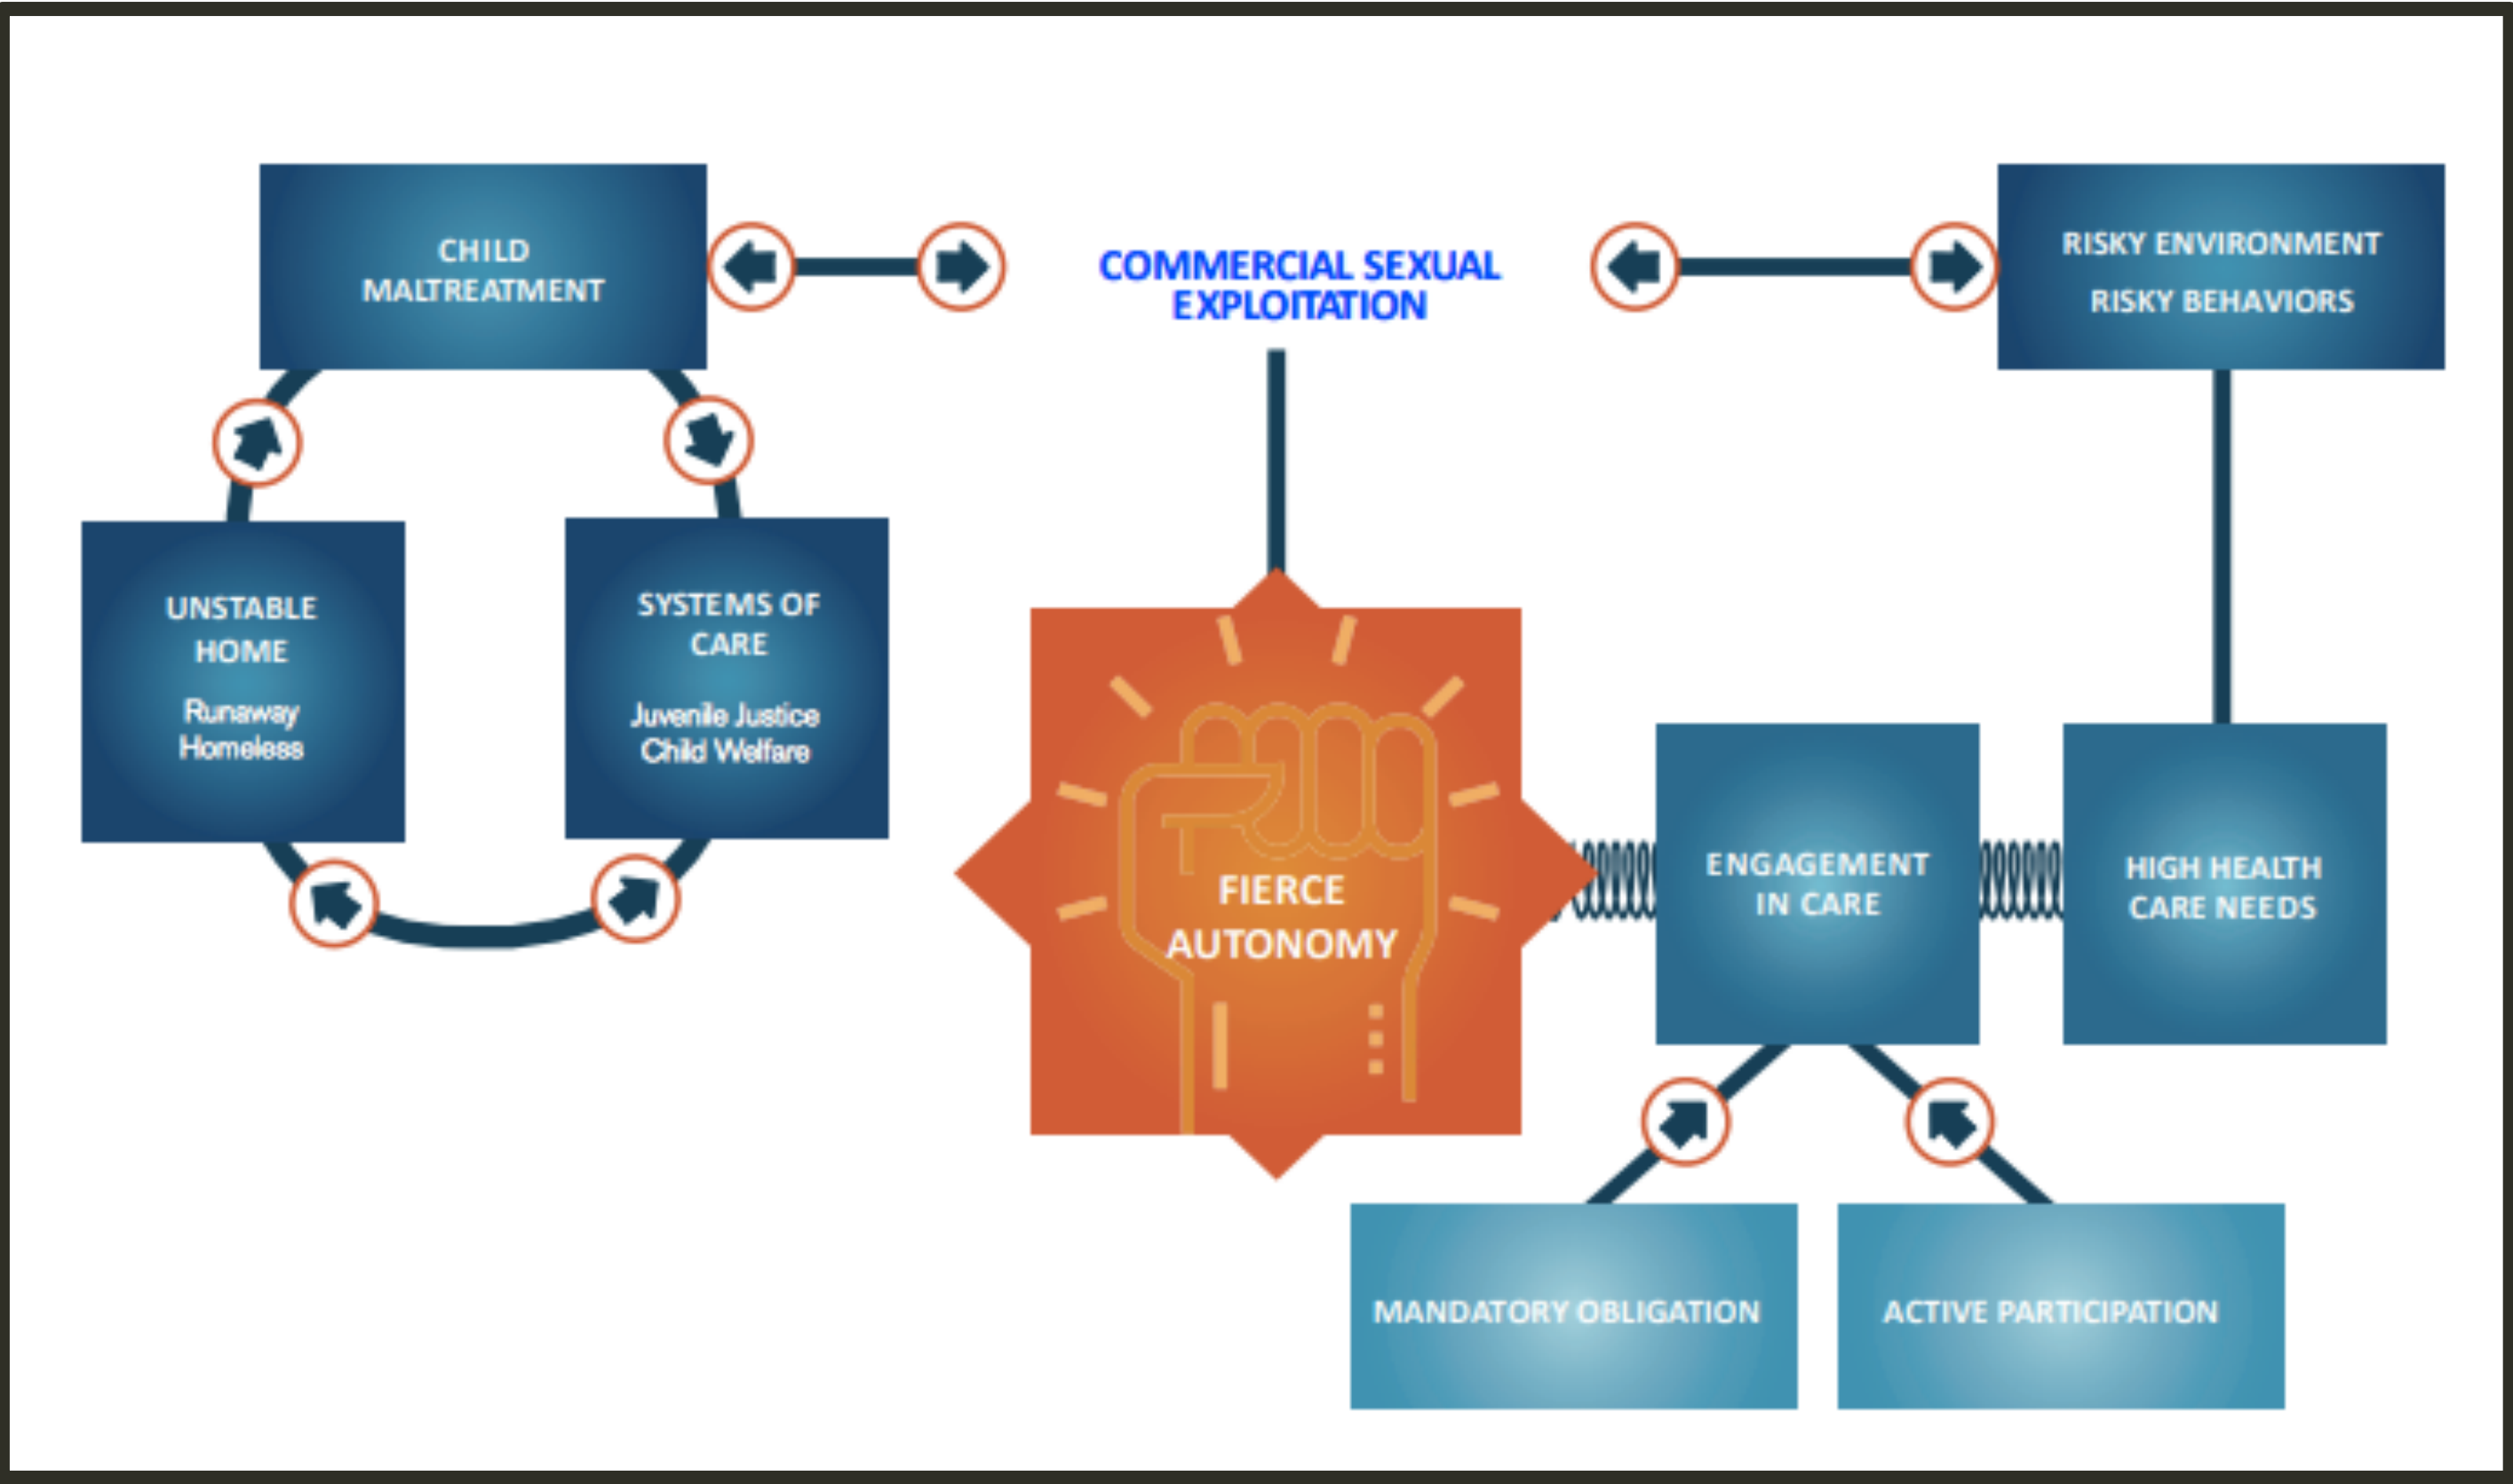 CHILD
MALTREATMENT
COMMERCIAL SEXUAL
EXPLOITATION
RISKY ENVIRONMENT
RISKY BEHAVIORS
UNSTABLE
HOME
Runaway
Homeless
SYSTEMS OF
CARE
Juvenile Justice
Child Welfare
FIERCE
AUTONOMY
ENGAGEMENT
IN CARE
HIGH HEALTH
CARE NEEDS
MANDATORY OBLIGATION
ACTIVE PARTICIPATION